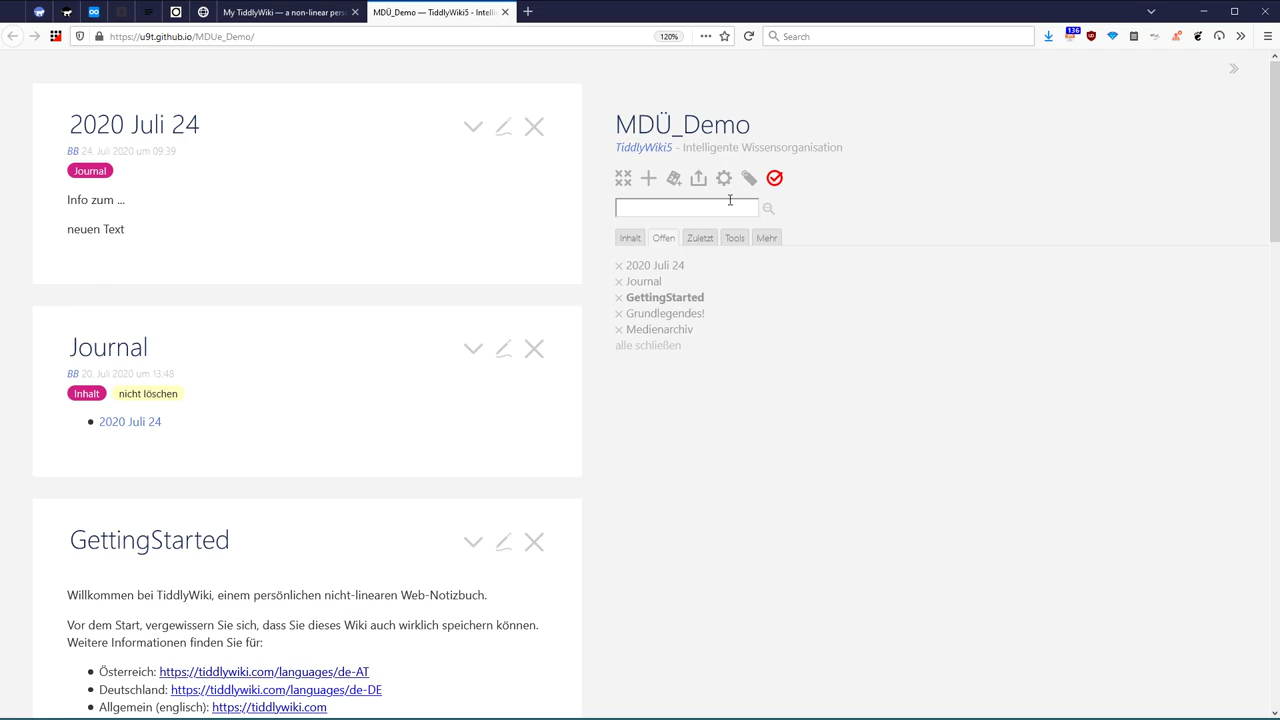 My TiddlyWiki — a non-linear pers
MDÜ_Demo — TiddlyWiki5 - Intelli
https://u9t.github.io/MDUe_Demo/
120%
Search
136
2020 Juli 24
BB 24. Juli 2020 um 09:39
Journal
Info zum ...
neuen Text
Journal
BB 20. Juli 2020 um 13:48
Inhalt
nicht löschen
2020 Juli 24
GettingStarted
Willkommen bei TiddlyWiki, einem persönlichen nicht-linearen Web-Notizbuch.
Vor dem Start, vergewissern Sie sich, dass Sie dieses Wiki auch wirklich speichern können.
Weitere Informationen finden Sie für:
Österreich: https://tiddlywiki.com/languages/de-AT
Deutschland: https://tiddlywiki.com/languages/de-DE
Allgemein (englisch): https://tiddlywiki.com
MDÜ_Demo
TiddlyWiki5 - Intelligente Wissensorganisation
Inhalt
Offen
Zuletzt
Tools
Mehr
2020 Juli 24
Journal
GettingStarted
Grundlegendes!
Medienarchiv
alle schließen